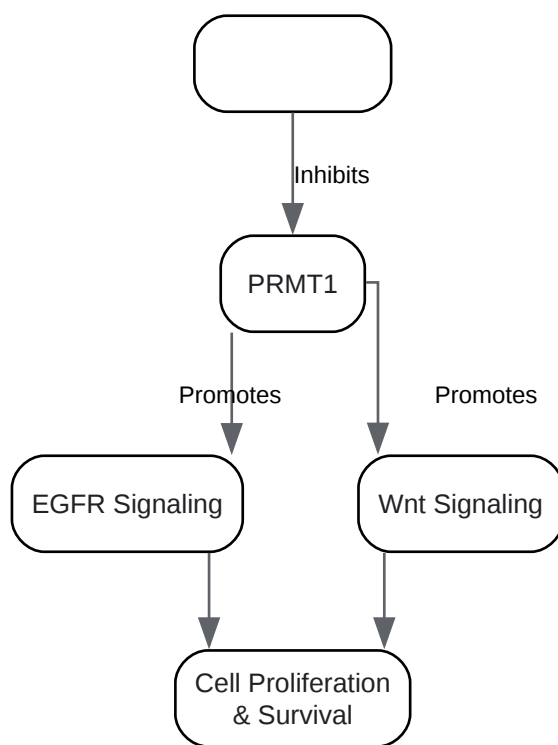 Inhibits
PRMT1
Promotes
Promotes
EGFR Signaling
Wnt Signaling
Cell Proliferation
& Survival